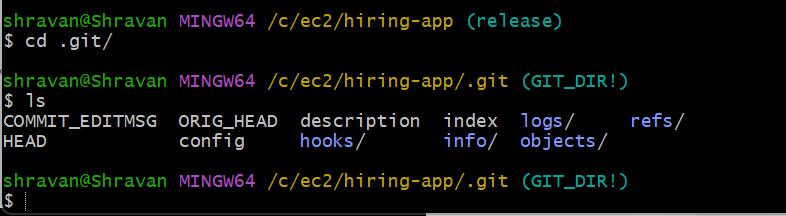 shravan@Shravan MINGW64 /c/ec2/hiring-app (release)
$ cd .git/
shravan@Shravan MINGW64 /c/ec2/hiring-app/.git (GIT_DIR!)
$ ls
COMMIT_EDITMSG  ORIG_HEAD  description  index  logs/     refs/
HEAD            config     hooks/       info/  objects/
shravan@Shravan MINGW64 /c/ec2/hiring-app/.git (GIT_DIR!)
$